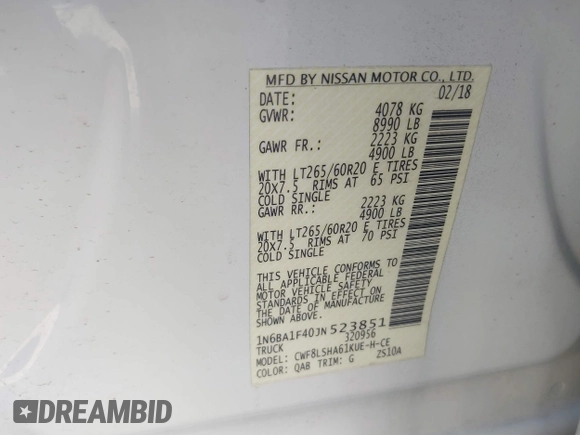 MFD BY NISSAN MOTOR CO., LTD.
DATE: 02/18
GVWR: 4078 KG
8990 LB
GAWR FR.: 2223 KG
4900 LB
WITH LT265/60R20 E TIRES
20X7.5 RIMS AT 65 PSI
COLD SINGLE
GAWR RR.: 2223 KG
4900 LB
WITH LT265/60R20 E TIRES
20X7.5 RIMS AT 70 PSI
COLD SINGLE
THIS VEHICLE CONFORMS TO
ALL APPLICABLE FEDERAL
MOTOR VEHICLE SAFETY
STANDARDS IN EFFECT ON
THE DATE OF MANUFACTURE
SHOWN ABOVE.
1N6BA1F40JN523851
TRUCK 320956
MODEL: CWF8LSHA61KUE-H-CE
COLOR: QAB TRIM: G ZS10A
DREAMBID